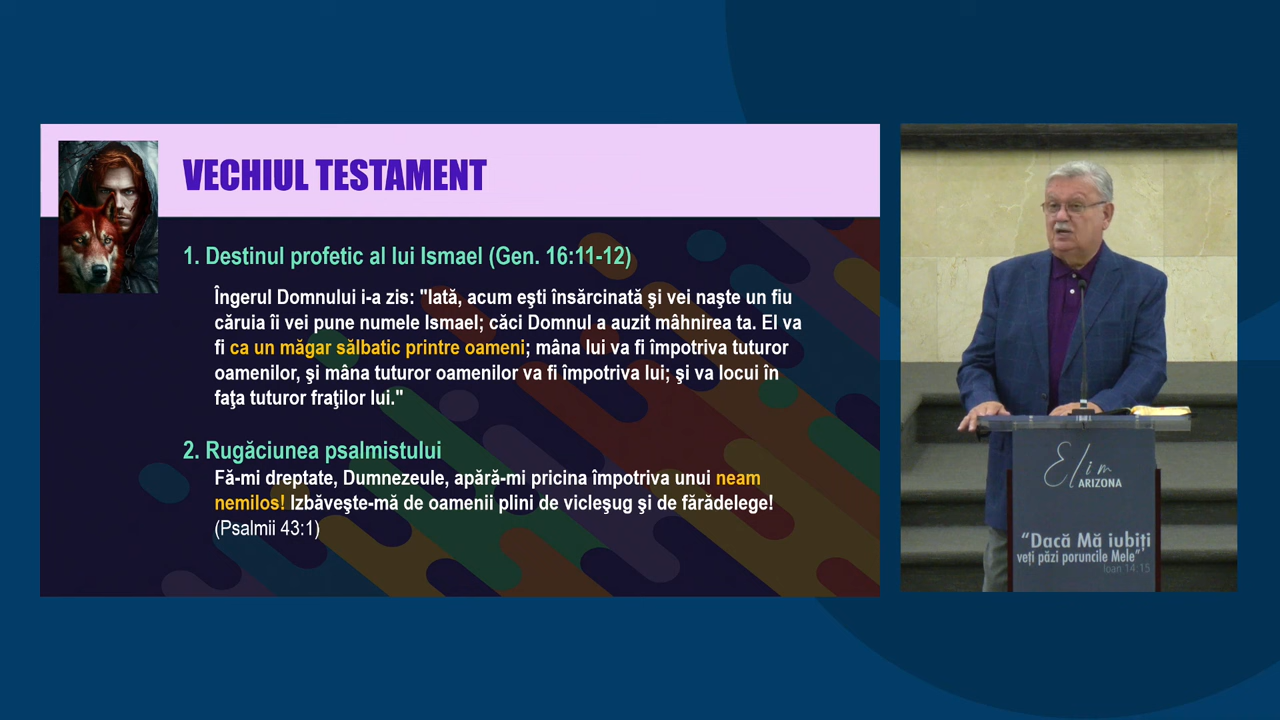 VECHIUL TESTAMENT
1. Destinul profetic al lui Ismael (Gen. 16:11-12)
Îngerul Domnului i-a zis: "Iată, acum eşti însărcinată şi vei naşte un fiu
căruia îi vei pune numele Ismael; căci Domnul a auzit mâhnirea ta. El va
fi ca un măgar sălbatic printre oameni; mâna lui va fi împotriva tuturor
oamenilor, şi mâna tuturor oamenilor va fi împotriva lui; şi va locui în
faţa tuturor fraţilor lui."
2. Rugăciunea psalmistului
Fă-mi dreptate, Dumnezeule, apără-mi pricina împotriva unui neam
nemilos! Izbăveşte-mă de oamenii plini de vicleşug şi de fărădelege!
(Psalmii 43:1)
Elim
ARIZONA
“Dacă Mă iubiți
veți păzi poruncile Mele”
Ioan 14:15